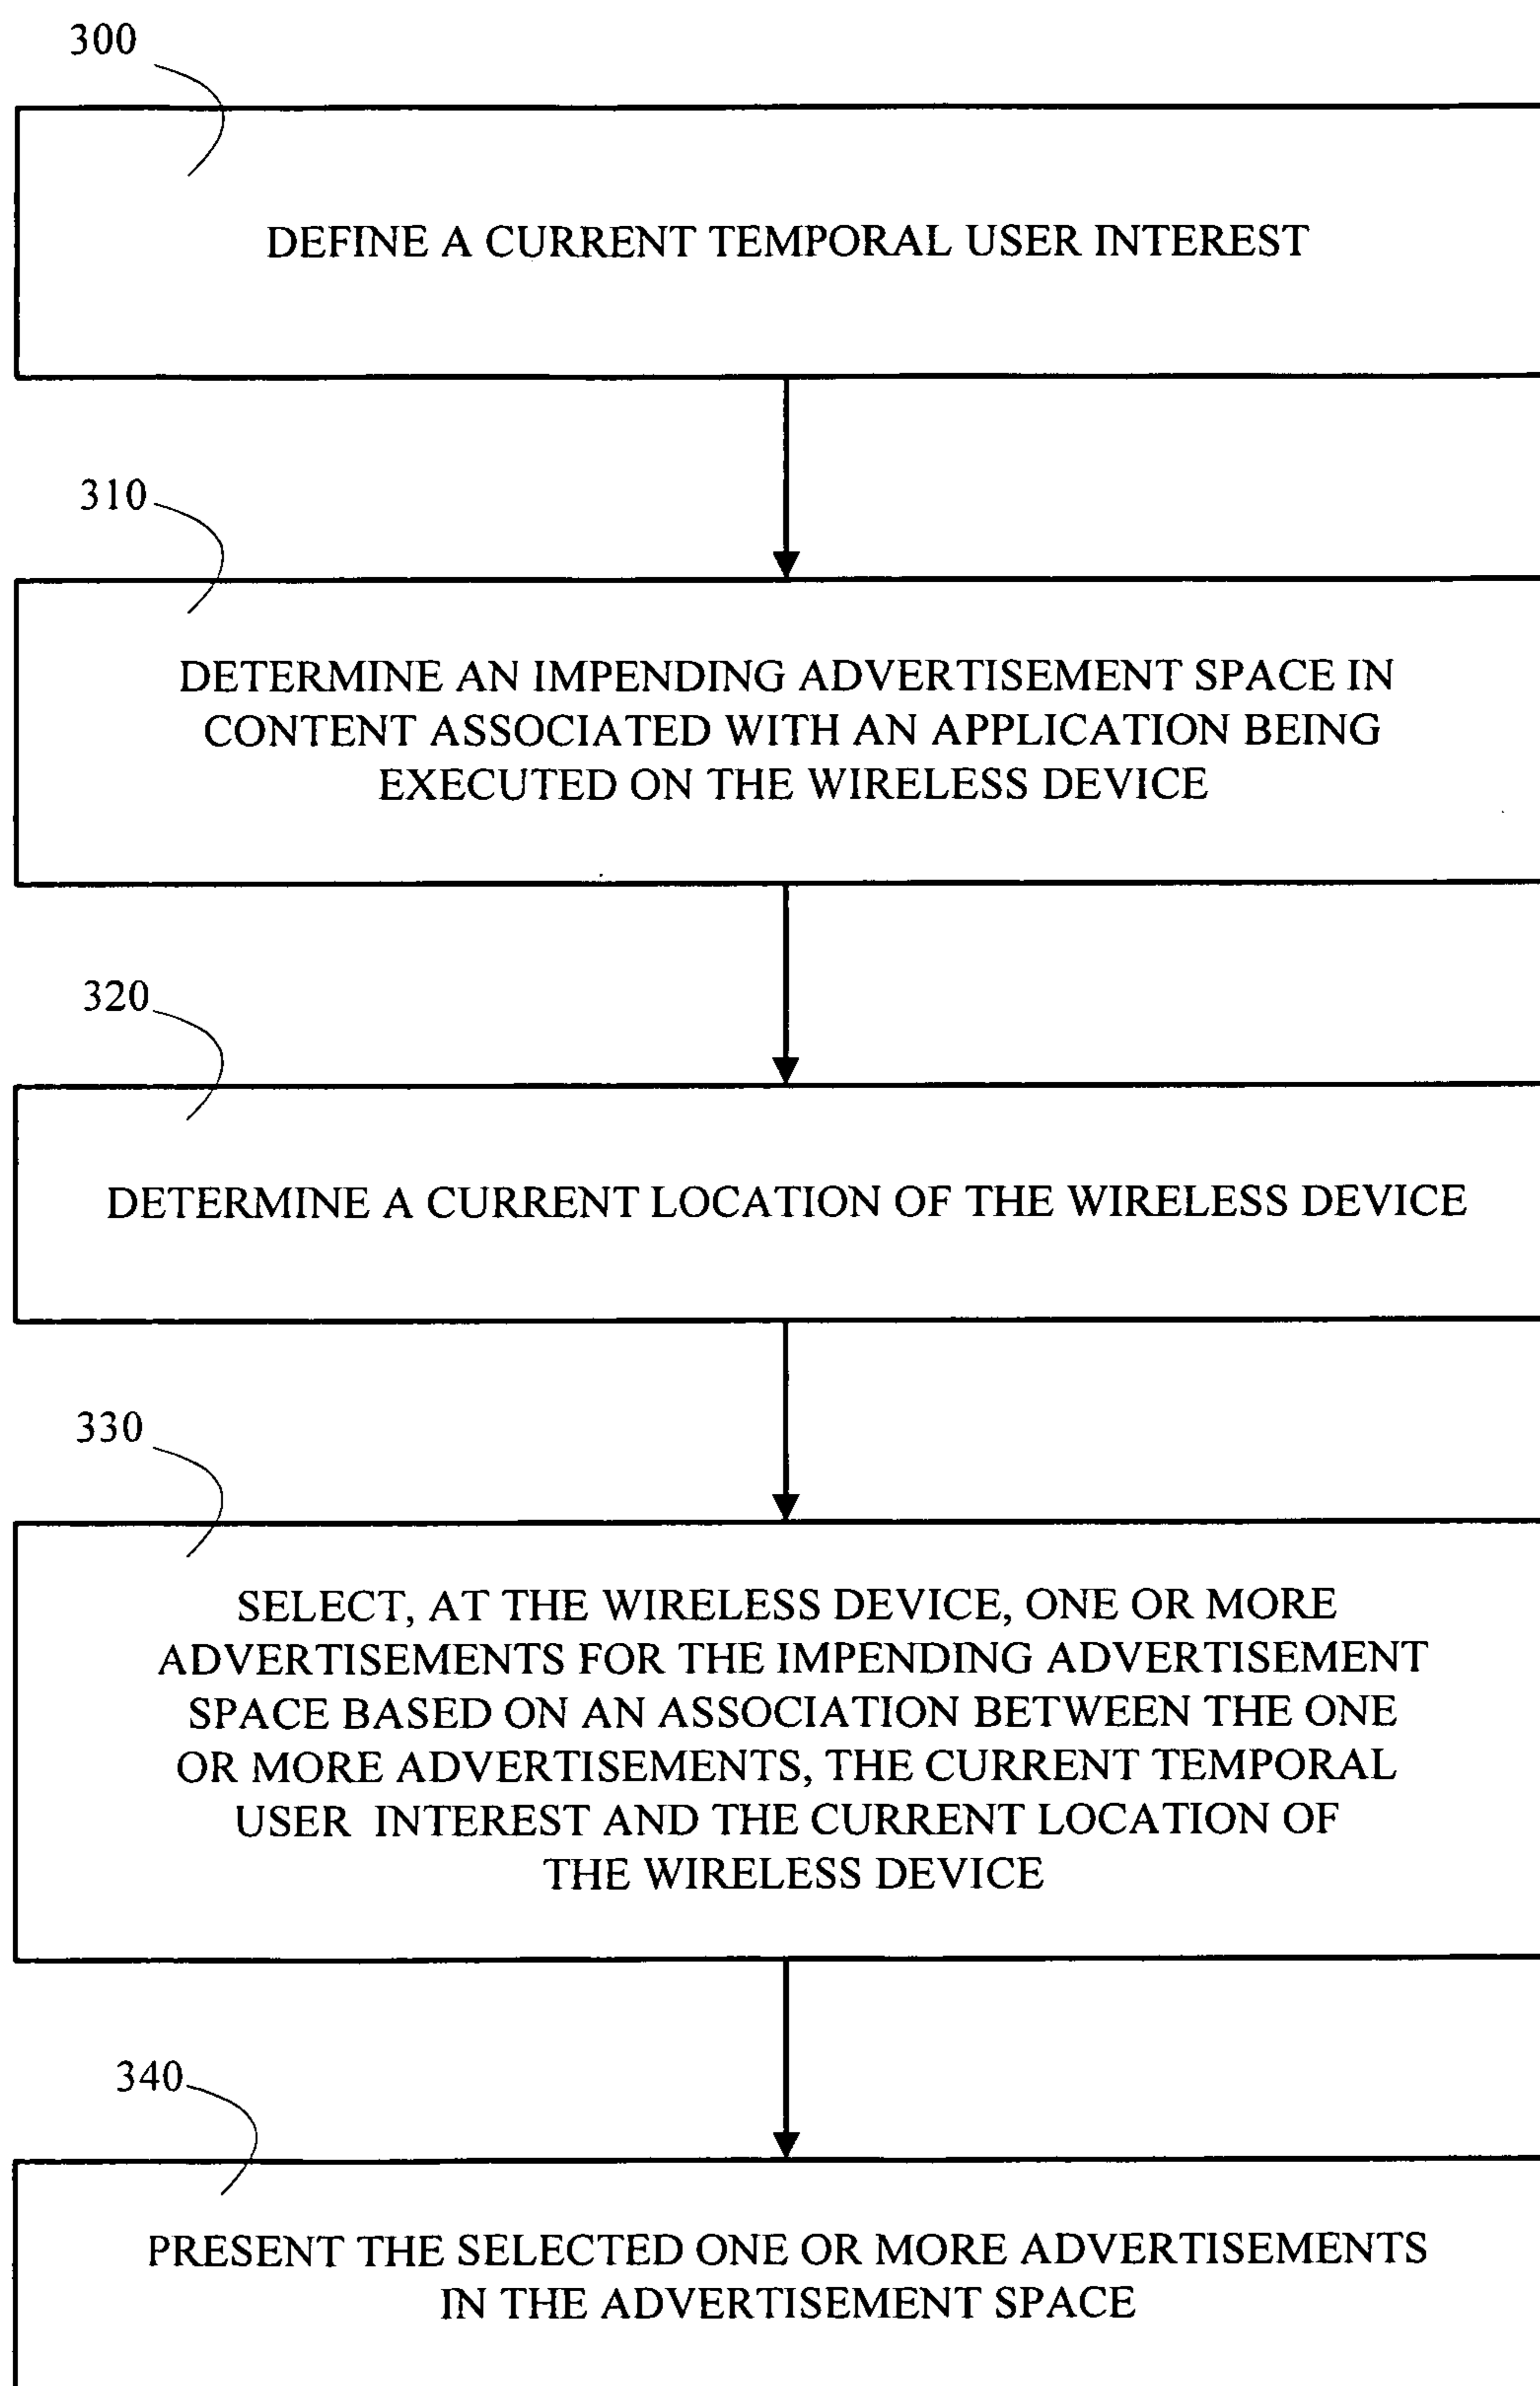 300
DEFINE A CURRENT TEMPORAL USER INTEREST
310
DETERMINE AN IMPENDING ADVERTISEMENT SPACE IN
CONTENT ASSOCIATED WITH AN APPLICATION BEING
EXECUTED ON THE WIRELESS DEVICE
320
DETERMINE A CURRENT LOCATION OF THE WIRELESS DEVICE
330
SELECT, AT THE WIRELESS DEVICE, ONE OR MORE
ADVERTISEMENTS FOR THE IMPENDING ADVERTISEMENT
SPACE BASED ON AN ASSOCIATION BETWEEN THE ONE
OR MORE ADVERTISEMENTS, THE CURRENT TEMPORAL
USER INTEREST AND THE CURRENT LOCATION OF
THE WIRELESS DEVICE
340
PRESENT THE SELECTED ONE OR MORE ADVERTISEMENTS
IN THE ADVERTISEMENT SPACE